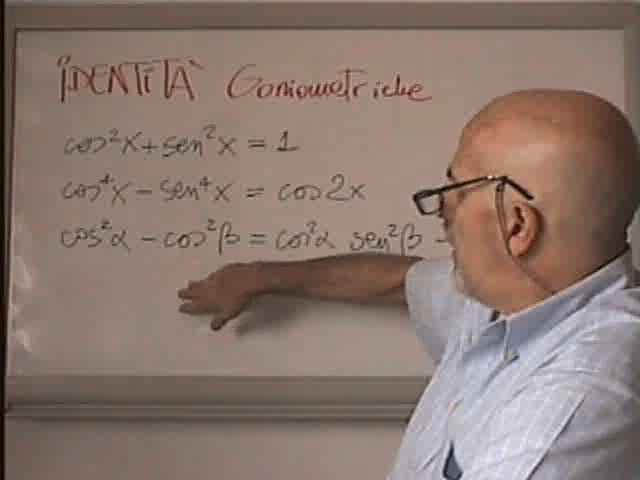 IDENTITÀ Goniometriche
cos²x + sen²x = 1
cos⁴x - sen⁴x = cos2x
cos²α - cos²β = cos²α sen²β -